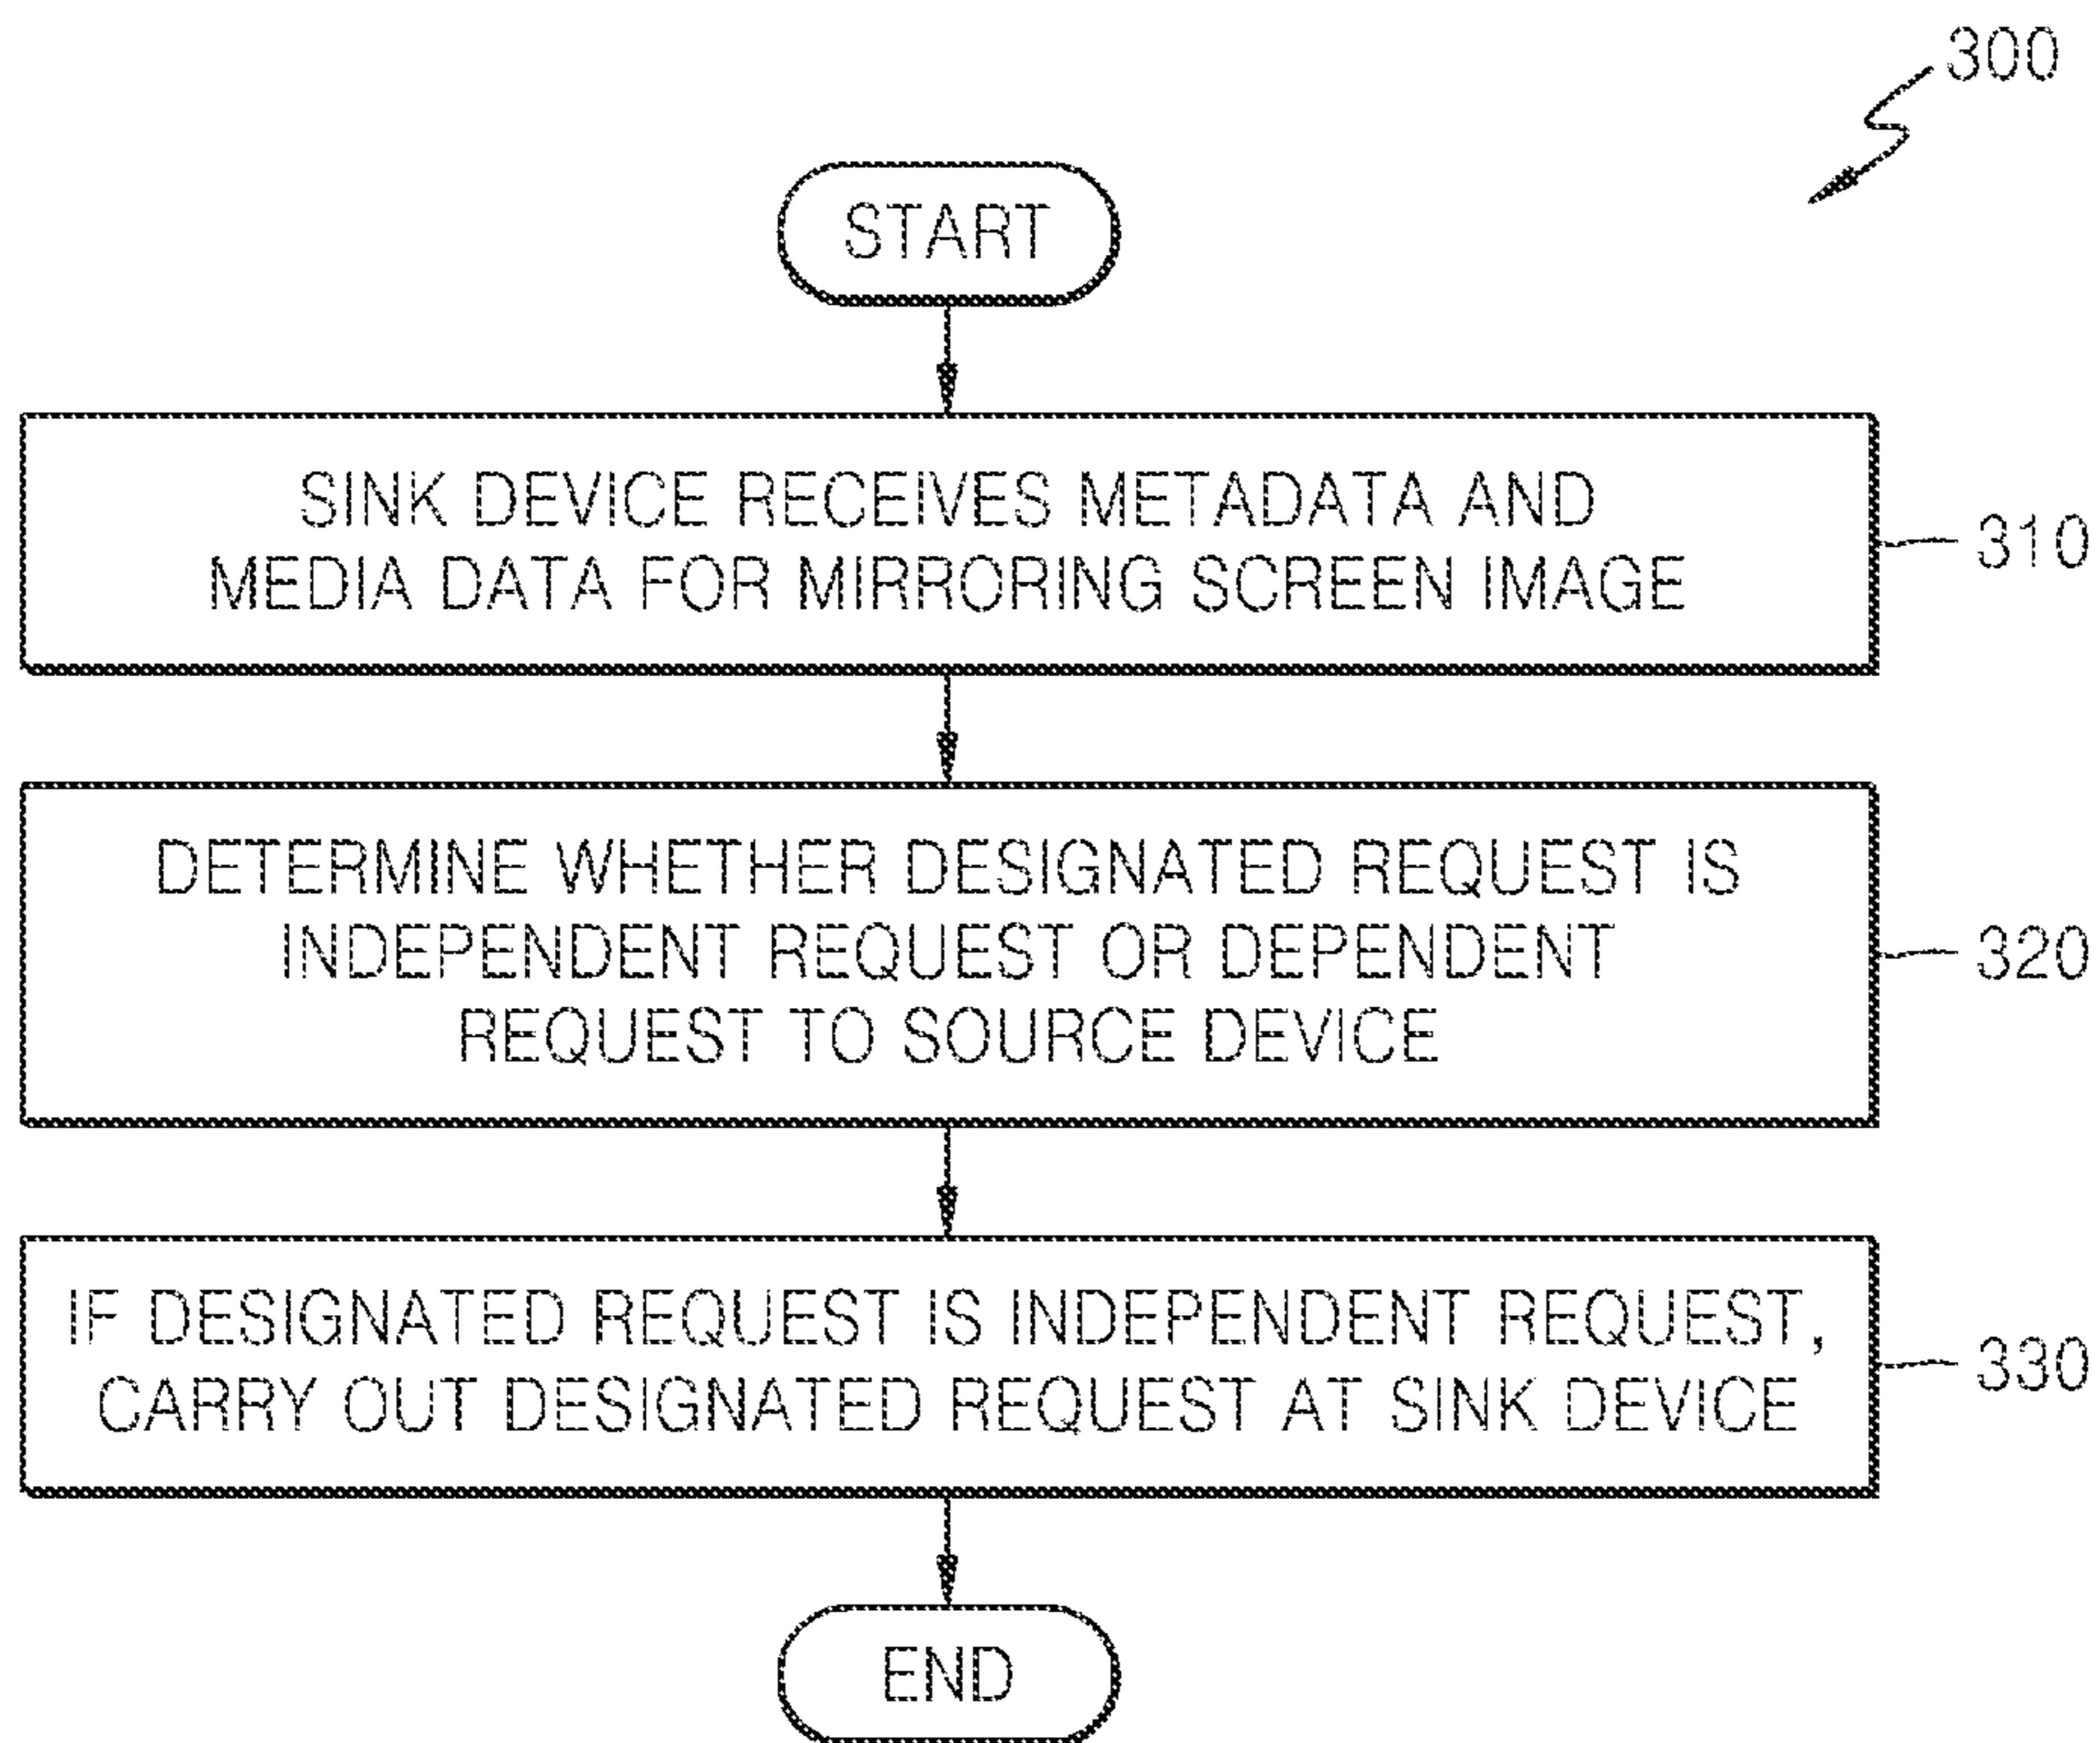 300
START
SINK DEVICE RECEIVES METADATA AND
MEDIA DATA FOR MIRRORING SCREEN IMAGE
310
DETERMINE WHETHER DESIGNATED REQUEST IS
INDEPENDENT REQUEST OR DEPENDENT
REQUEST TO SOURCE DEVICE
320
IF DESIGNATED REQUEST IS INDEPENDENT REQUEST,
CARRY OUT DESIGNATED REQUEST AT SINK DEVICE
330
END